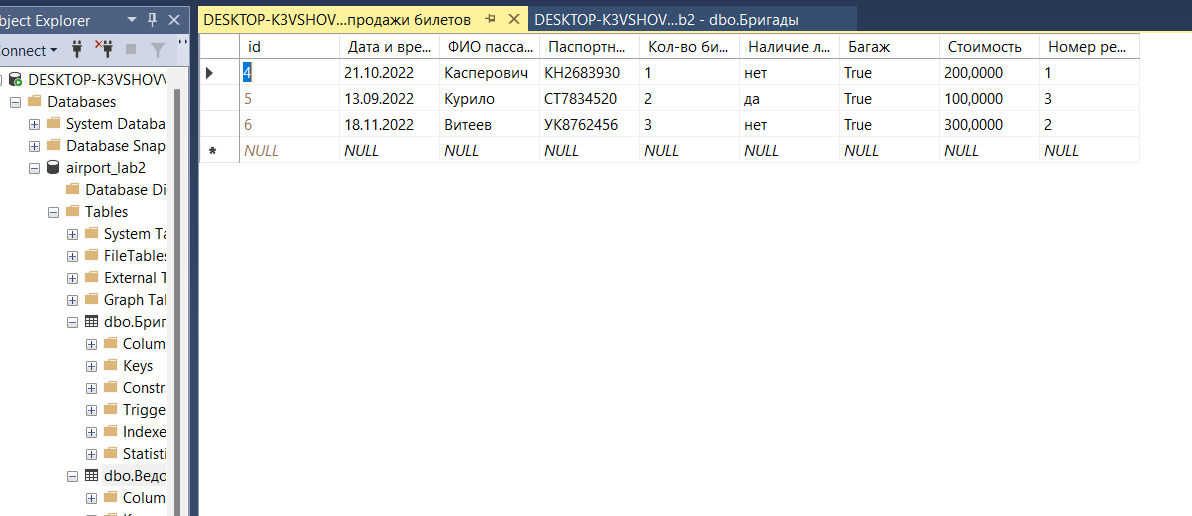 bject Explorer
DESKTOP-K3VSHOV...продажи билетов
DESKTOP-K3VSHOV...b2 - dbo.Бригады
onnect
DESKTOP-K3VSHOV
Databases
System Databa
Database Snap
airport_lab2
Database Di
Tables
System Ta
FileTables
External T
Graph Tal
dbo.Бриг
Colum
Keys
Constr
Trigge
Indexe
Statisti
dbo.Ведо
Colum
id Дата и вре... ФИО пасса... Паспортн... Кол-во би... Наличие л... Багаж Стоимость Номер ре...
4 21.10.2022 Касперович КН2683930 1 нет True 200,0000 1
5 13.09.2022 Курило СТ7834520 2 да True 100,0000 3
6 18.11.2022 Витеев УК8762456 3 нет True 300,0000 2
NULL NULL NULL NULL NULL NULL NULL NULL NULL